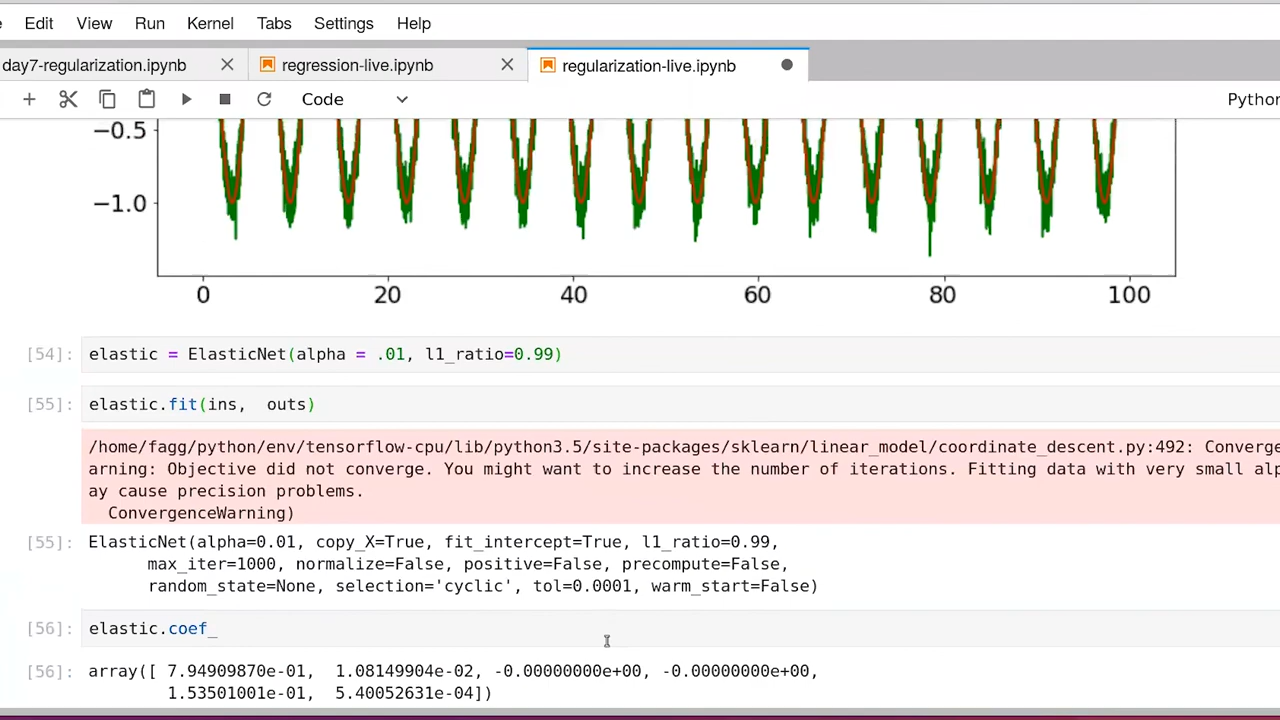 Edit View Run Kernel Tabs Settings Help
day7-regularization.ipynb regression-live.ipynb regularization-live.ipynb
Code Python
−0.5
−1.0
0 20 40 60 80 100
[54]: elastic = ElasticNet(alpha = .01, l1_ratio=0.99)
[55]: elastic.fit(ins,  outs)
/home/fagg/python/env/tensorflow-cpu/lib/python3.5/site-packages/sklearn/linear_model/coordinate_descent.py:492: Converge
arning: Objective did not converge. You might want to increase the number of iterations. Fitting data with very small alp
ay cause precision problems.
ConvergenceWarning)
[55]: ElasticNet(alpha=0.01, copy_X=True, fit_intercept=True, l1_ratio=0.99,
max_iter=1000, normalize=False, positive=False, precompute=False,
random_state=None, selection='cyclic', tol=0.0001, warm_start=False)
[56]: elastic.coef_
[56]: array([ 7.94909870e-01,  1.08149904e-02, -0.00000000e+00, -0.00000000e+00,
1.53501001e-01,  5.40052631e-04])